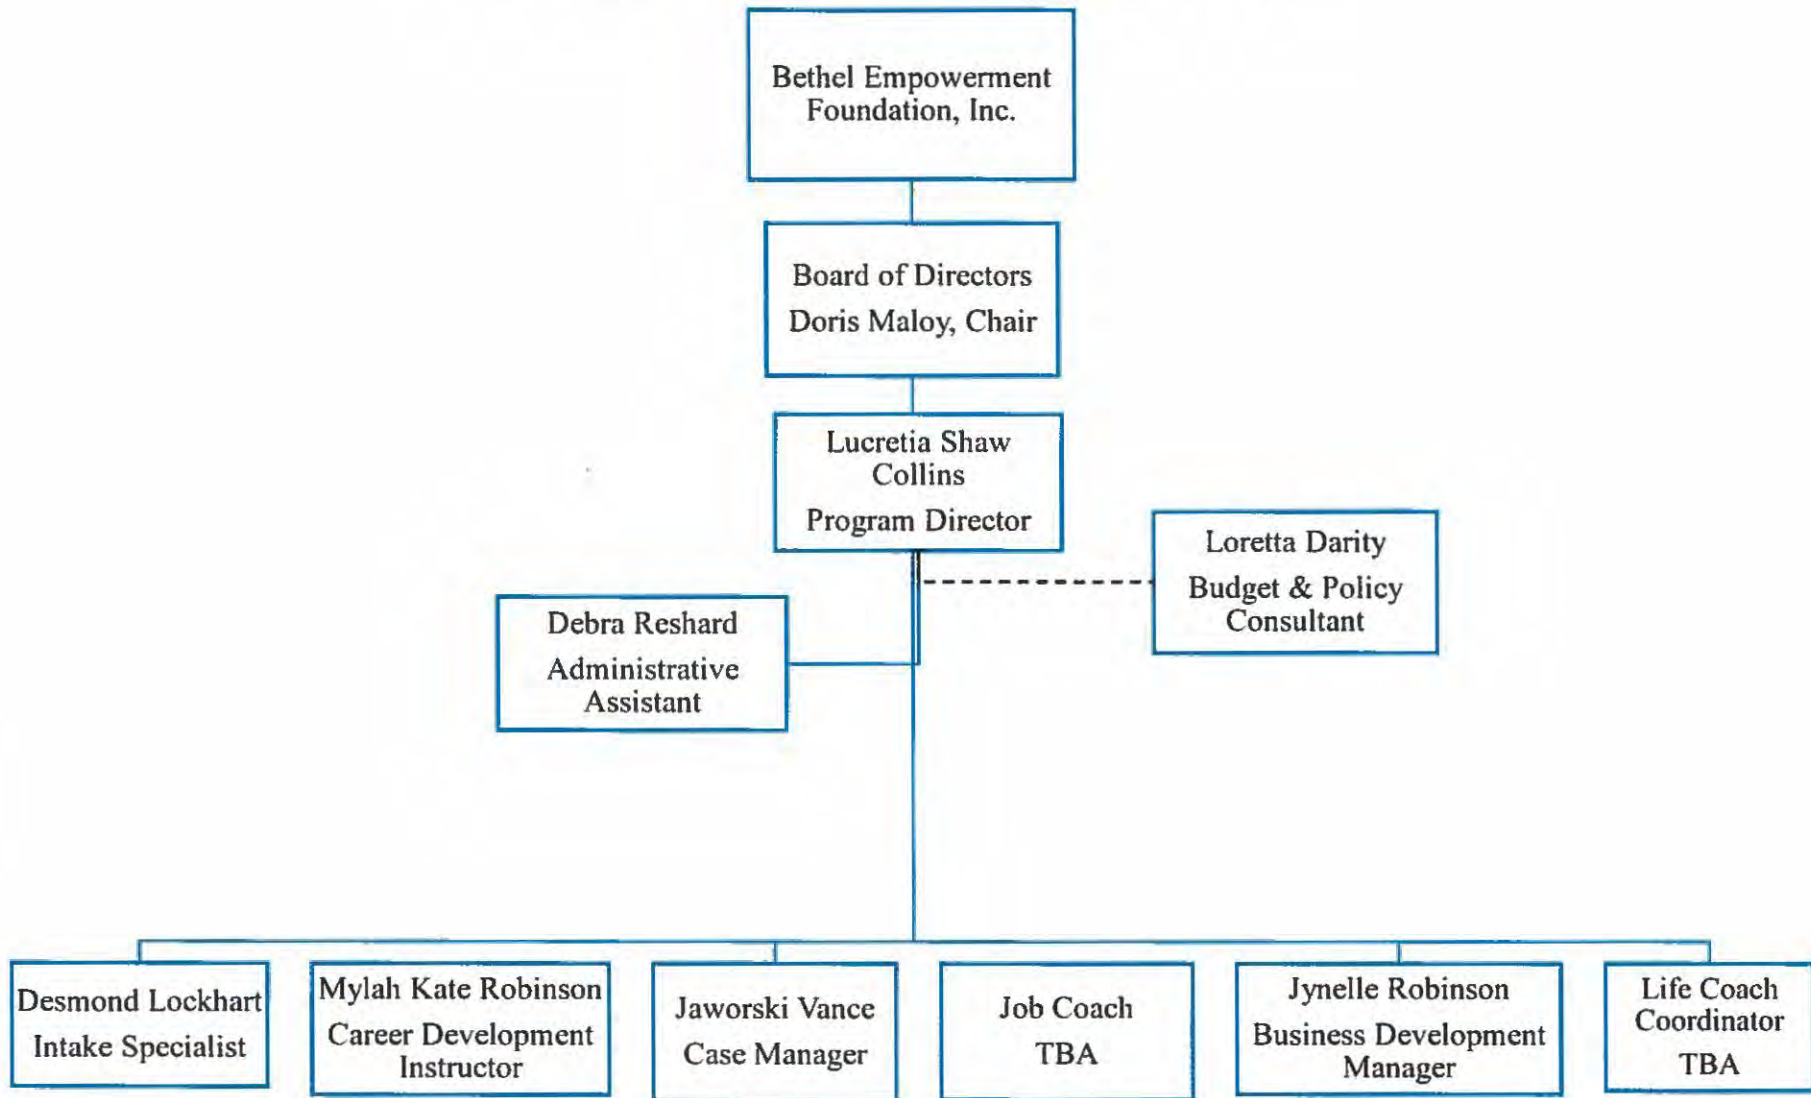 Bethel Empowerment
Foundation, Inc.
Board of Directors
Doris Maloy, Chair
Lucretia Shaw
Collins
Program Director
Loretta Darity
Budget & Policy
Consultant
Debra Reshard
Administrative
Assistant
Desmond Lockhart
Intake Specialist
Mylah Kate Robinson
Career Development
Instructor
Jaworski Vance
Case Manager
Job Coach
TBA
Jynelle Robinson
Business Development
Manager
Life Coach
Coordinator
TBA